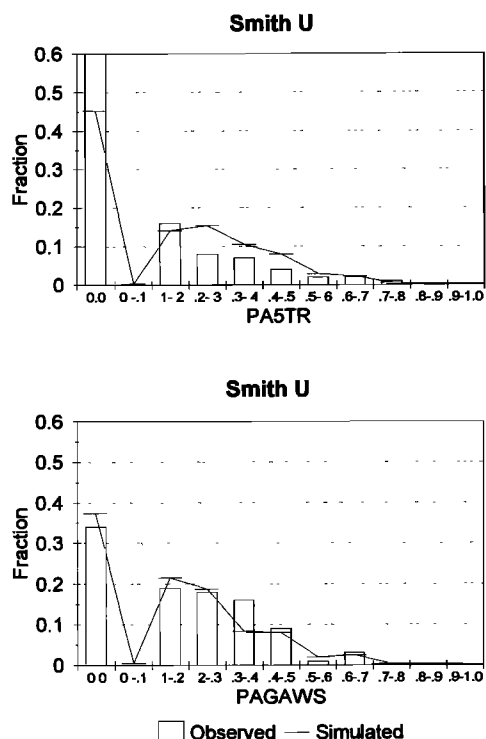 Smith U
0.6
0.5
0.4
0.3
0.2
0.1
0
Fraction
0.0 0-.1 1-2 .2-3 .3-4 .4-.5 .5-.6 .6-.7 .7-.8 .8-.9 .9-1.0
PA5TR
Smith U
0.6
0.5
0.4
0.3
0.2
0.1
0
Fraction
0 0 0-.1 1-.2 2-.3 .3-.4 .4-.5 .5-.6 .6-.7 .7-.8 .8-.9 .9-1.0
PAGAWS
Observed Simulated